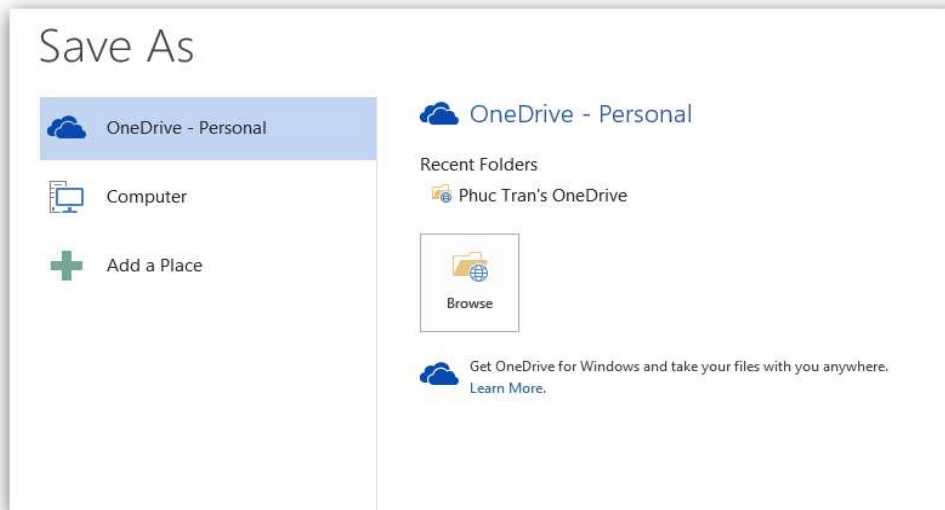 Save As
OneDrive - Personal
Computer
Add a Place
OneDrive - Personal
Recent Folders
Phuc Tran's OneDrive
Browse
Get OneDrive for Windows and take your files with you anywhere.
Learn More.